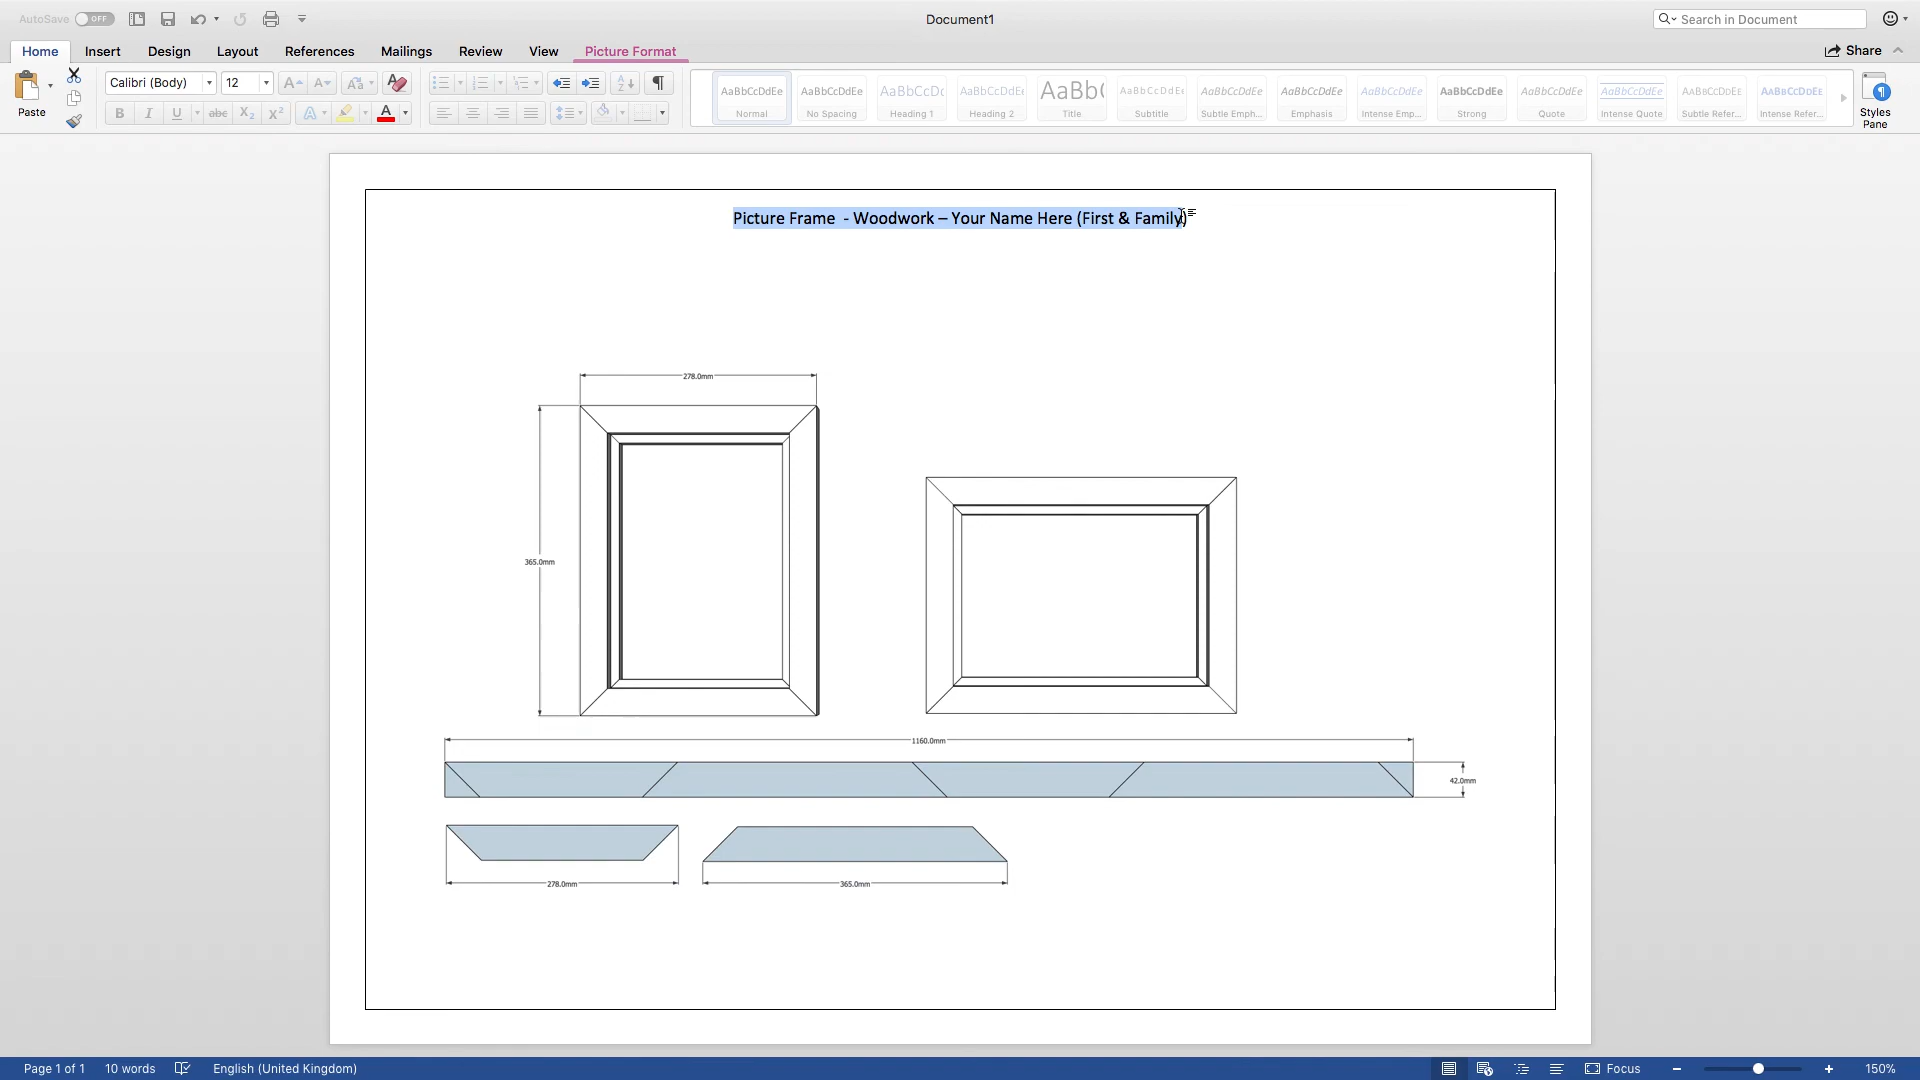 AutoSave OFF
Document1
Search in Document
Home Insert Design Layout References Mailings Review View Picture Format
Share
Paste
Calibri (Body) 12
AaBbCcDdEe AaBbCcDdEe AaBbCcDc AaBbCcDdEe AaBb( AaBbCcDdEe AaBbCcDdEe AaBbCcDdEe AaBbCcDdEe AaBbCcDdEe AaBbCcDdEe AaBbCcDdEe AaBbCcDdEe AaBbCcDdEe
Normal No Spacing Heading 1 Heading 2 Title Subtitle Subtle Emph... Emphasis Intense Emp... Strong Quote Intense Quote Subtle Refer... Intense Refer...
Styles
Pane
Picture Frame - Woodwork – Your Name Here (First & Family)
278.0mm
365.0mm
1160.0mm
42.0mm
278.0mm
365.0mm
Page 1 of 1 10 words English (United Kingdom) Focus 150%